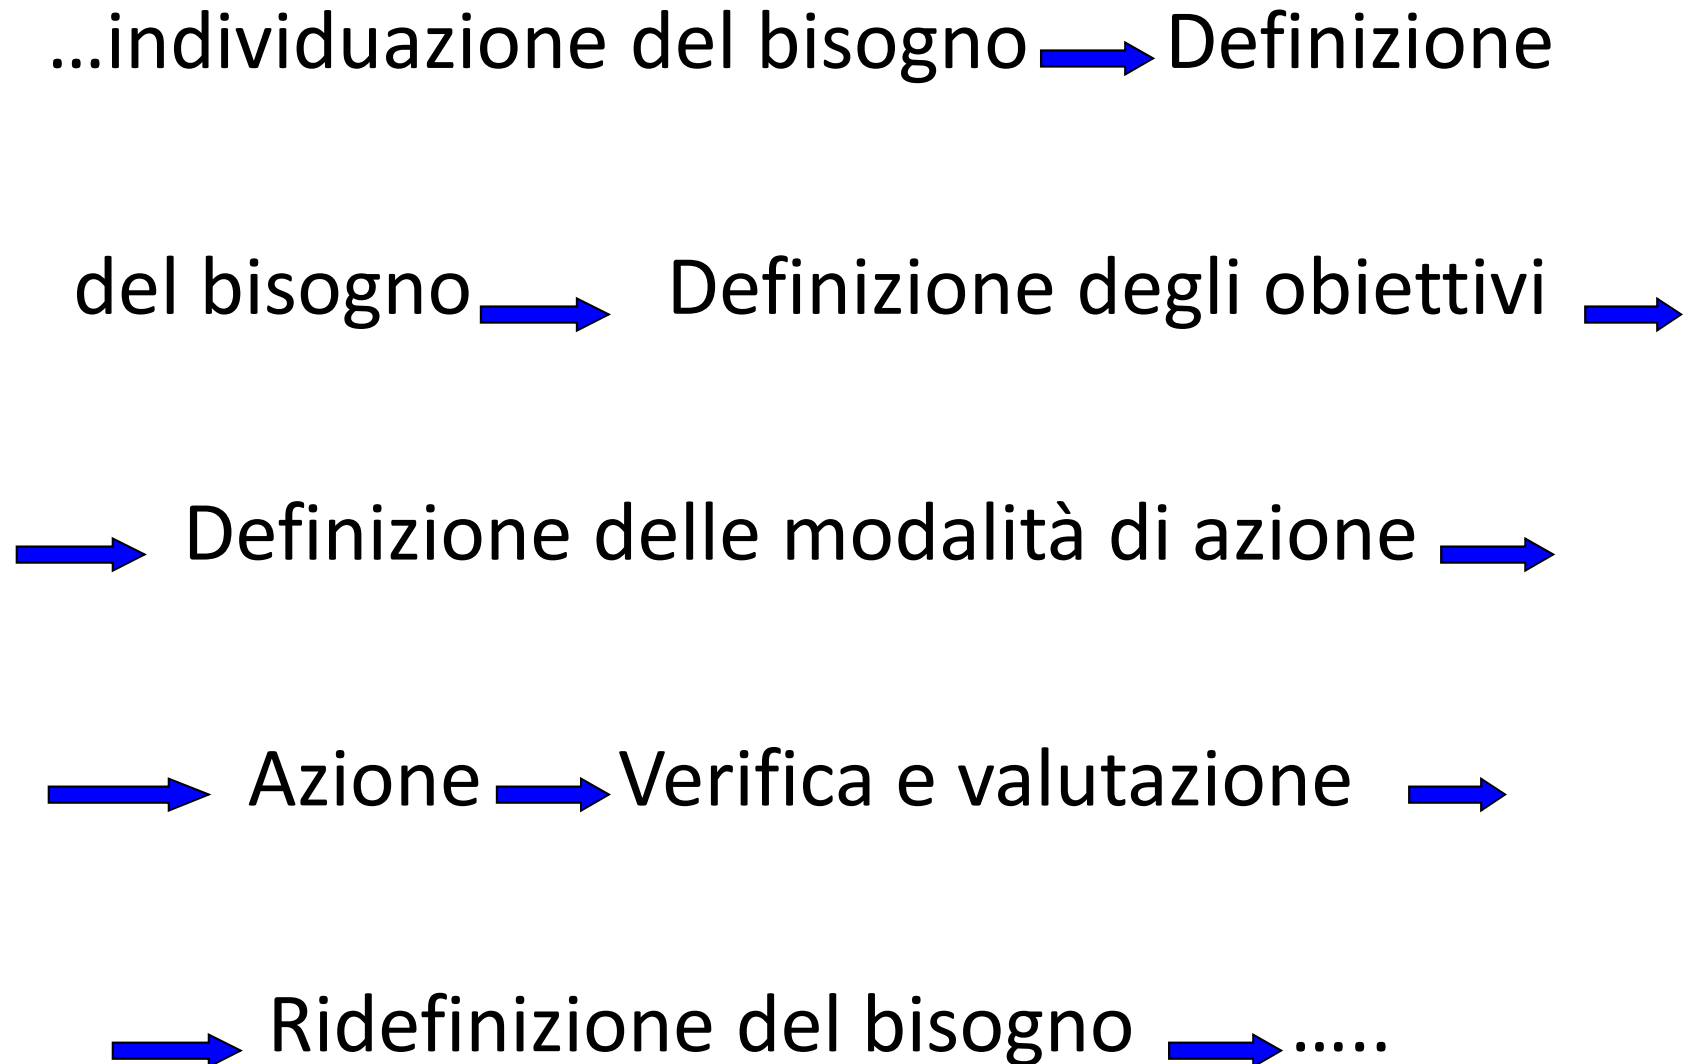 …individuazione del bisogno Definizione
del bisogno Definizione degli obiettivi
Definizione delle modalità di azione
Azione Verifica e valutazione
Ridefinizione del bisogno …..